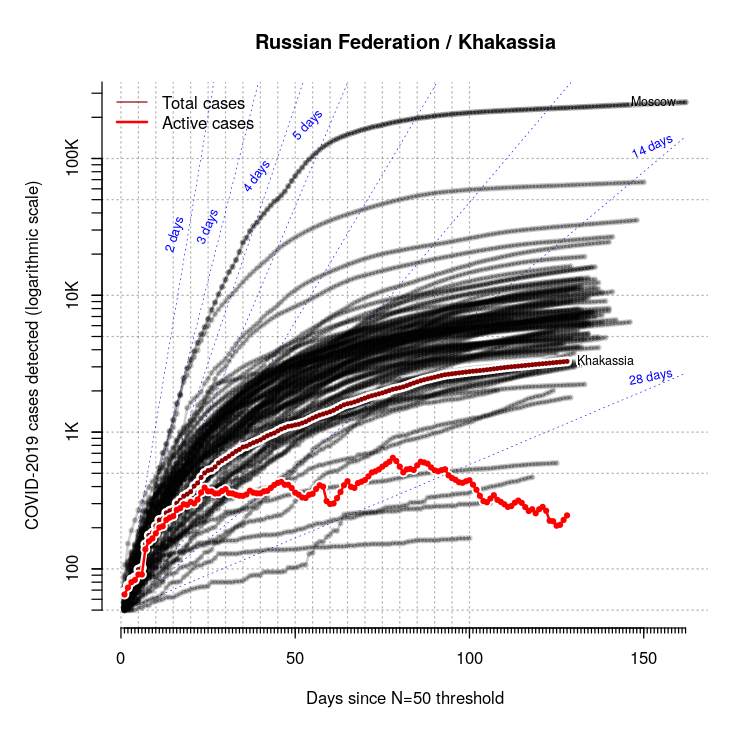 Russian Federation / Khakassia
Total cases
Active cases
Moscow
2 days
3 days
4 days
5 days
14 days
28 days
Khakassia
COVID-2019 cases detected (logarithmic scale)
100K
10K
1K
100
0 50 100 150
Days since N=50 threshold